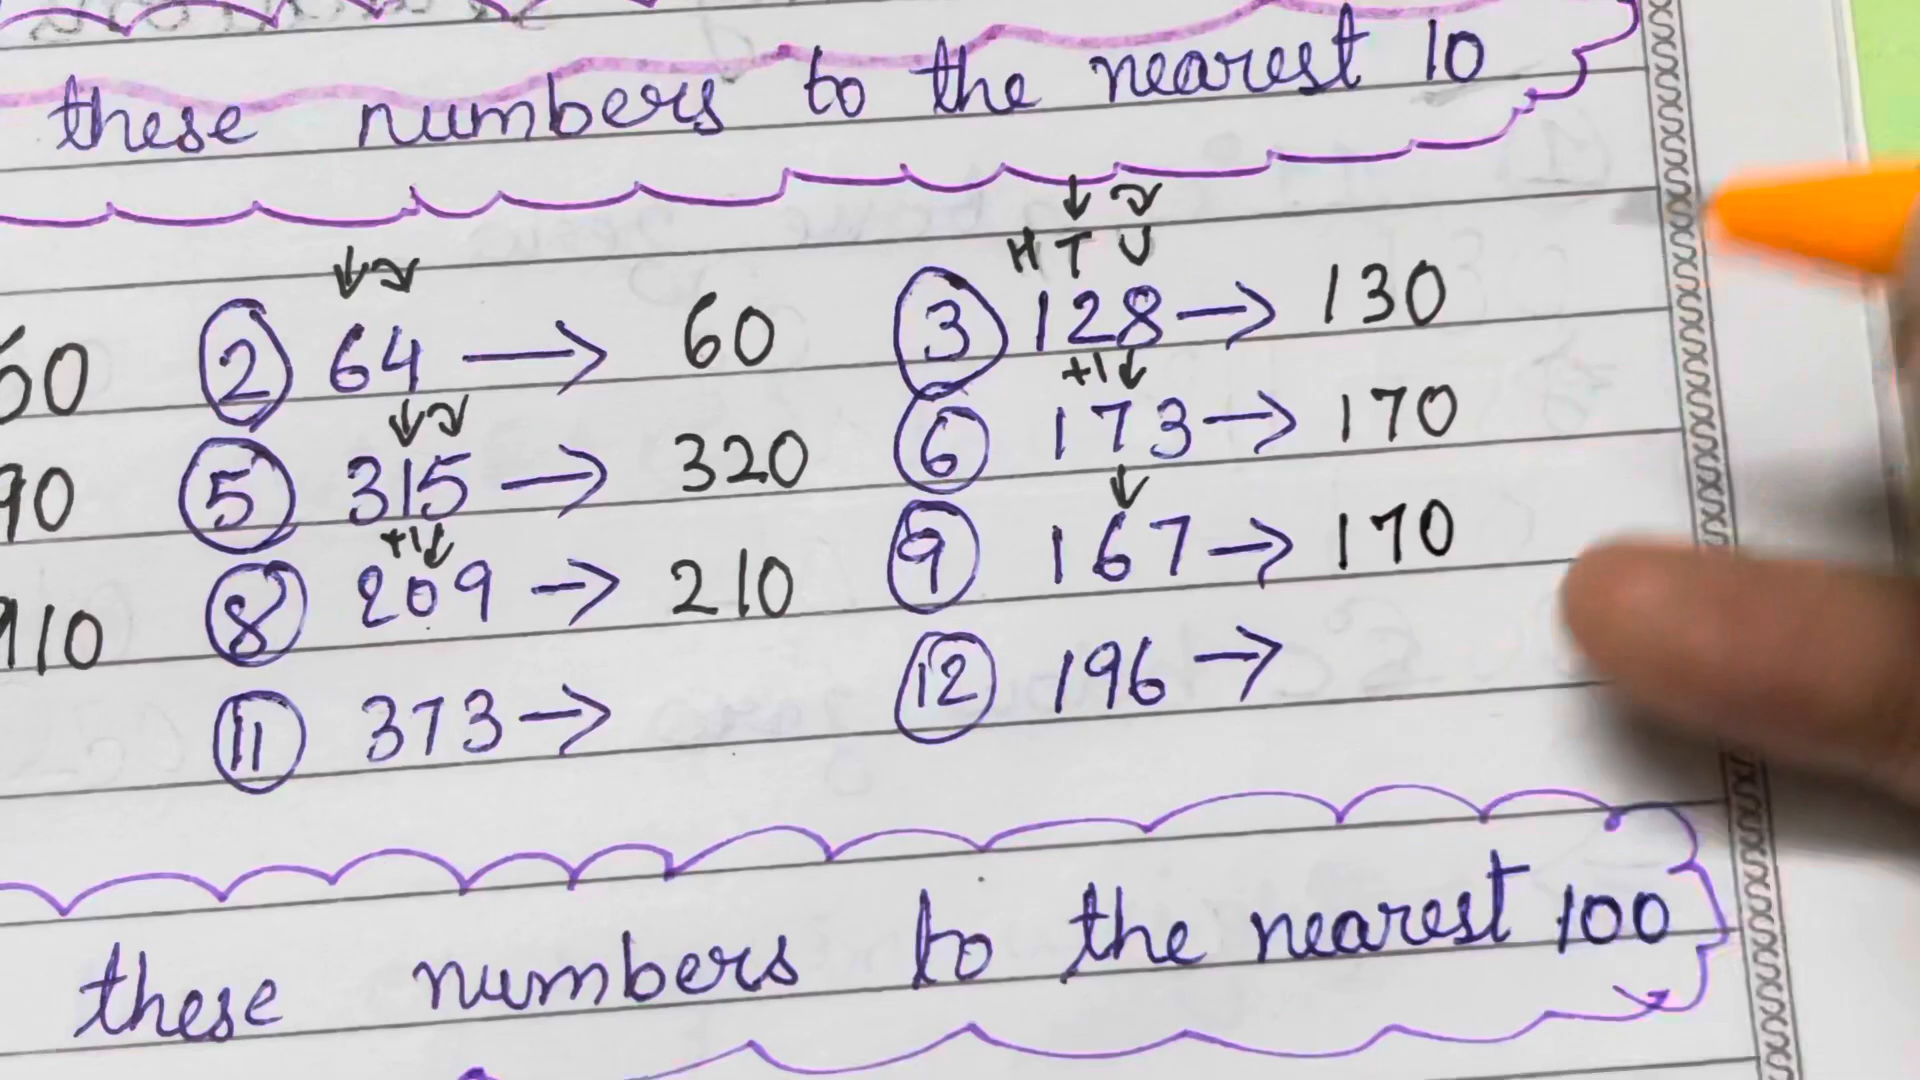 these numbers to the nearest 10
H T U
60 2 64 → 60 3 128 → 130
+1
90 5 315 → 320 6 173 → 170
+1
910 8 209 → 210 9 167 → 170
11 373 → 12 196 →
these numbers to the nearest 100